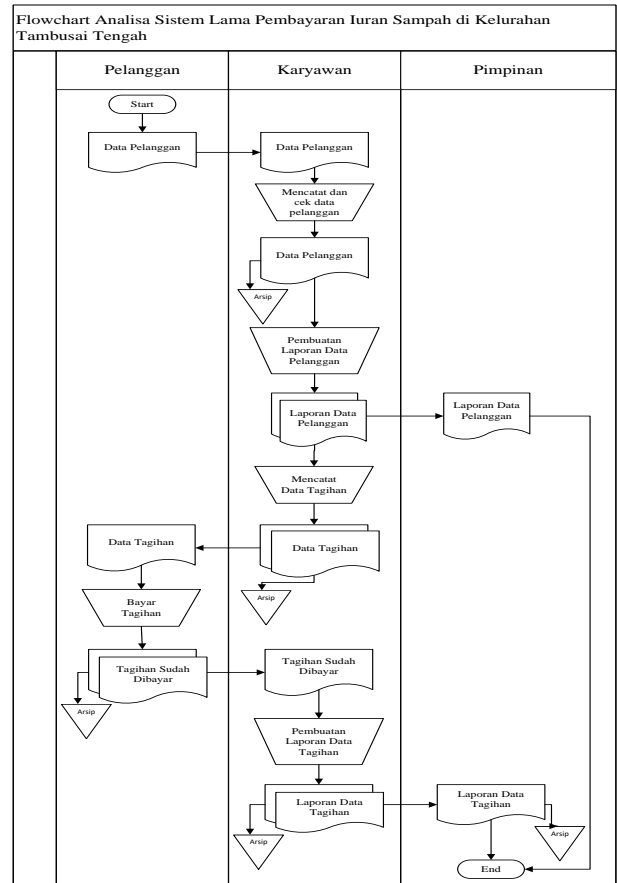 Flowchart Analisa Sistem Lama Pembayaran Iuran Sampah di Kelurahan
Tambusai Tengah
Pelanggan
Karyawan
Pimpinan
Start
Data Pelanggan
Data Pelanggan
Mencatat dan
cek data
pelanggan
Data Pelanggan
Arsip
Pembuatan
Laporan Data
Pelanggan
Laporan Data
Pelanggan
Laporan Data
Pelanggan
Mencatat
Data Tagihan
Data Tagihan
Data Tagihan
Arsip
Bayar
Tagihan
Tagihan Sudah
Dibayar
Arsip
Tagihan Sudah
Dibayar
Pembuatan
Laporan Data
Tagihan
Laporan Data
Tagihan
Arsip
Laporan Data
Tagihan
Arsip
End